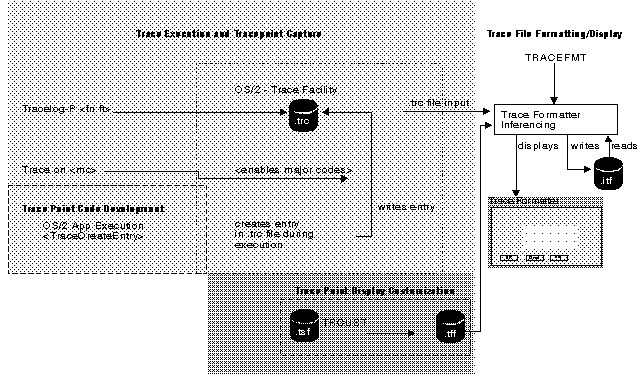 Trace Execution and Tracepoint Capture
Trace File Formatting/Display
TRACEFMT
OS/2 - Trace Facility
Tracelog-P <fn ft>
.trc
.trc file input
Trace Formatter
Inferencing
displays
writes
reads
Trace on <mc>
<enables major codes>
.itf
Trace Point Code Development
OS/2 App Execution
<TraceCreateEntry>
writes entry
creates entry
in .trc file during
execution
Trace Formatter
Trace Point Display Customization
.tsf
TRCUST
.tff